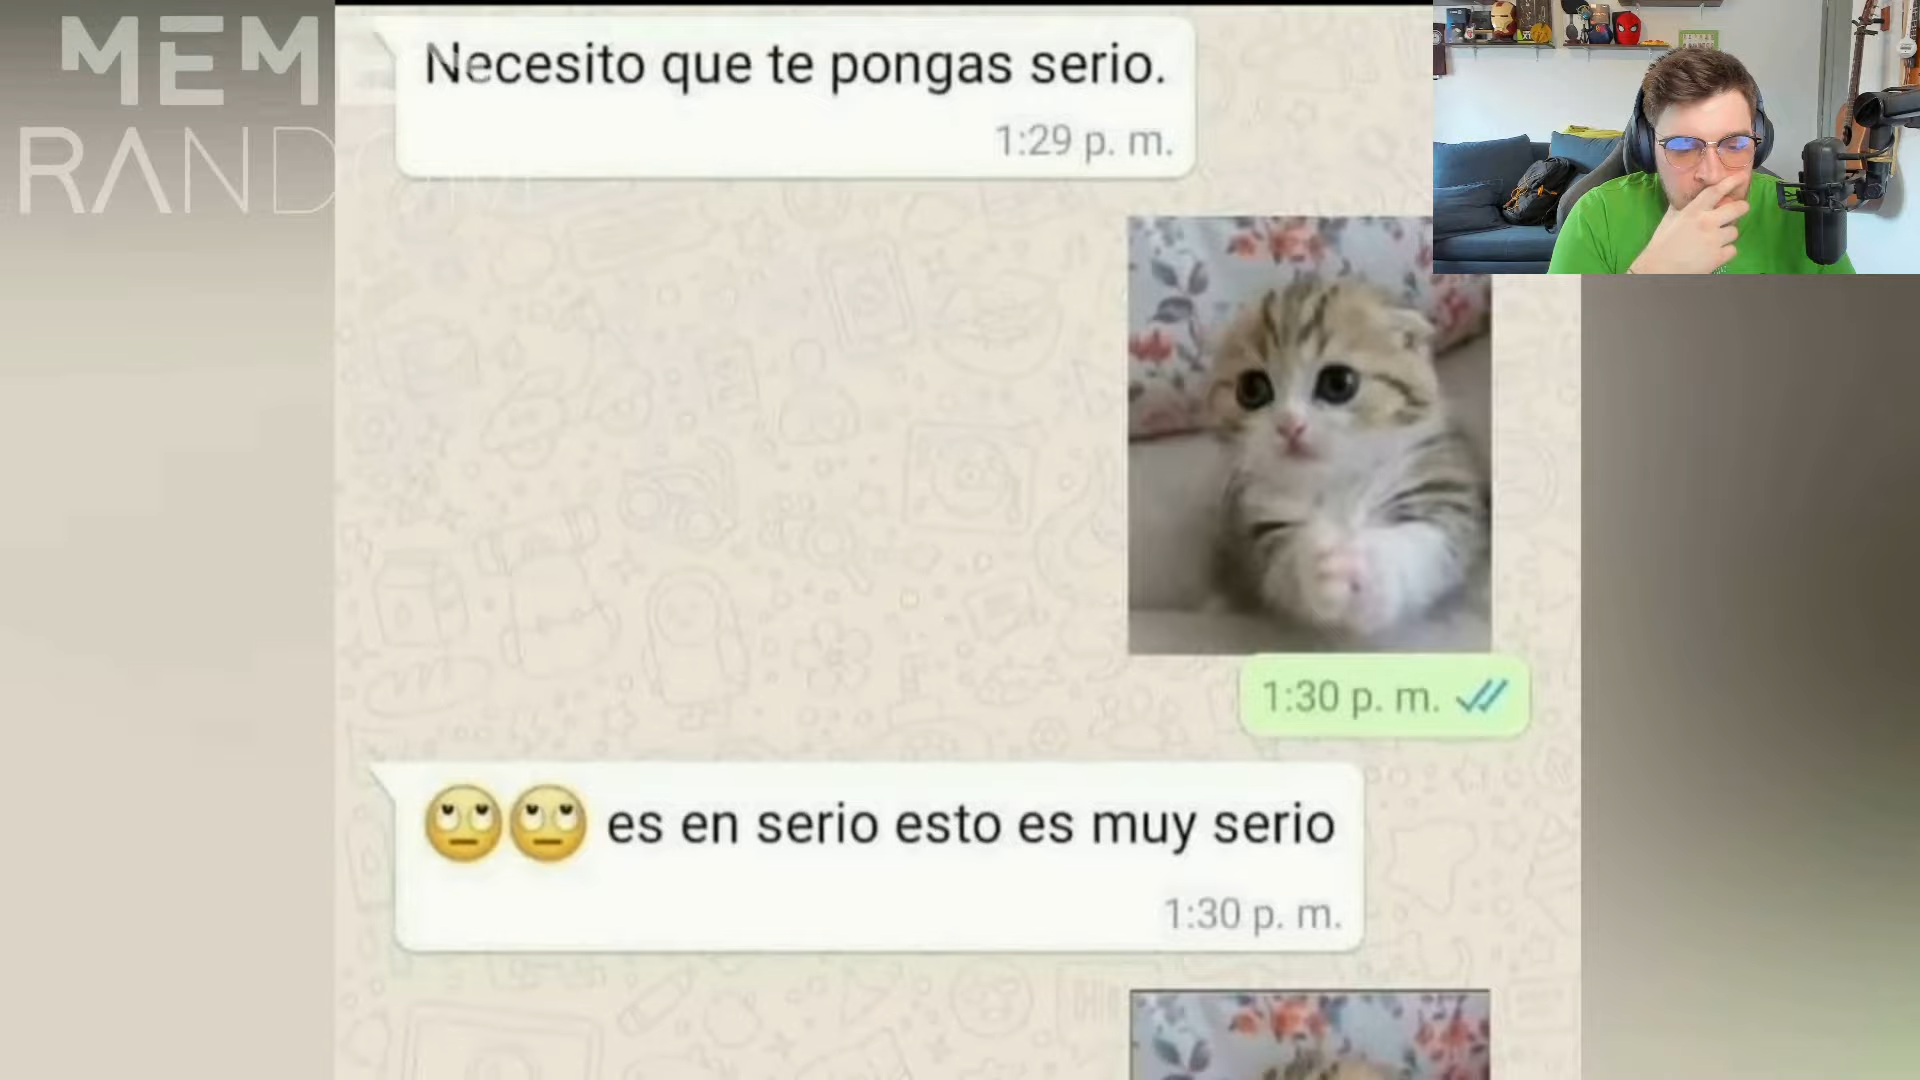 MEM
RAND
Necesito que te pongas serio.
1:29 p. m.
1:30 p. m.
🙄🙄 es en serio esto es muy serio
1:30 p. m.